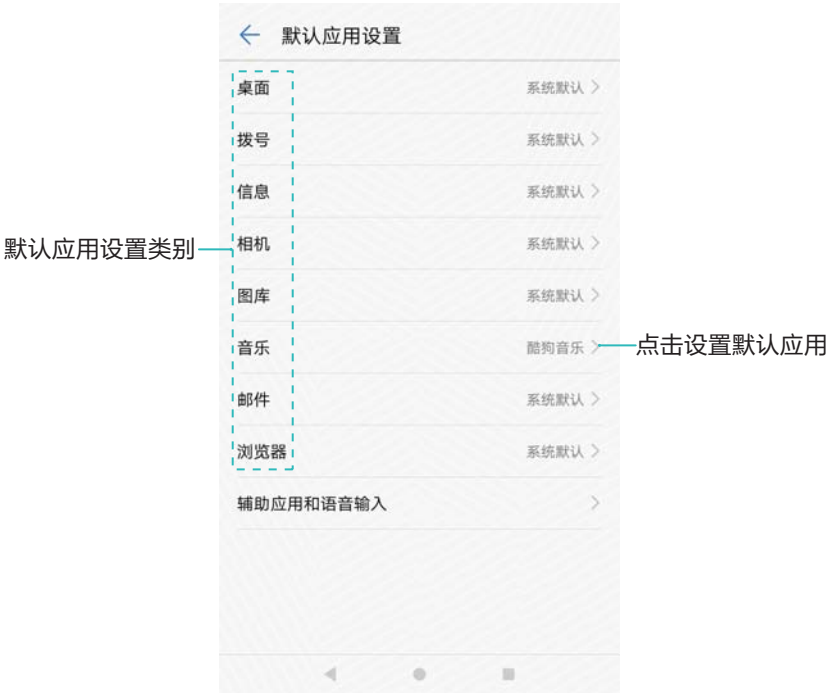 默认应用设置
桌面 系统默认
拨号 系统默认
信息 系统默认
相机 系统默认
默认应用设置类别
图库 系统默认
音乐 酷狗音乐
点击设置默认应用
邮件 系统默认
浏览器 系统默认
辅助应用和语音输入